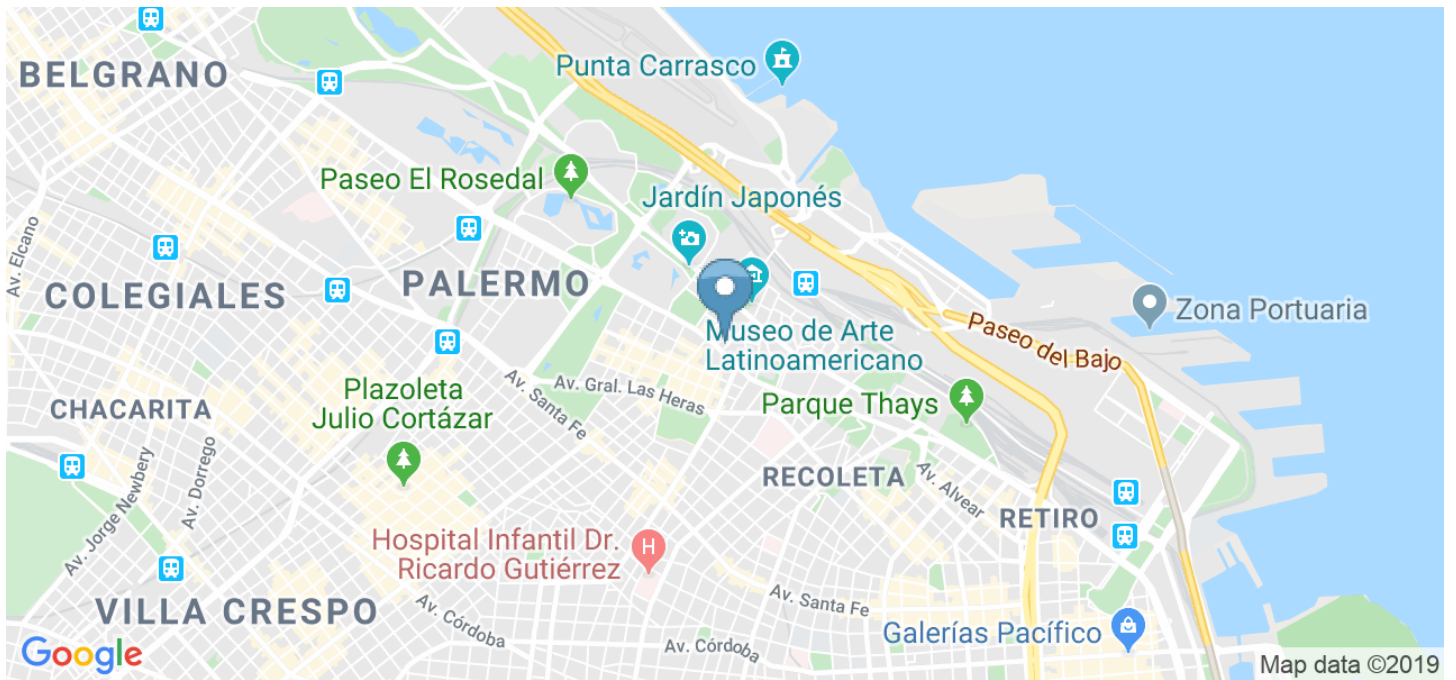 BELGRANO
Punta Carrasco
Paseo El Rosedal
Jardín Japonés
Av. Elcano
COLEGIALES
PALERMO
Zona Portuaria
Museo de Arte
Latinoamericano
Paseo del Bajo
CHACARITA
Plazoleta
Julio Cortázar
Av. Santa Fe
Av. Gral. Las Heras
Parque Thays
Av. Jorge Newbery
Av. Dorrego
RECOLETA
Av. Alvear
RETIRO
Hospital Infantil Dr.
Ricardo Gutiérrez
H
VILLA CRESPO
Av. Córdoba
Av. Santa Fe
Av. Córdoba
Galerías Pacífico
Google
Map data ©2019